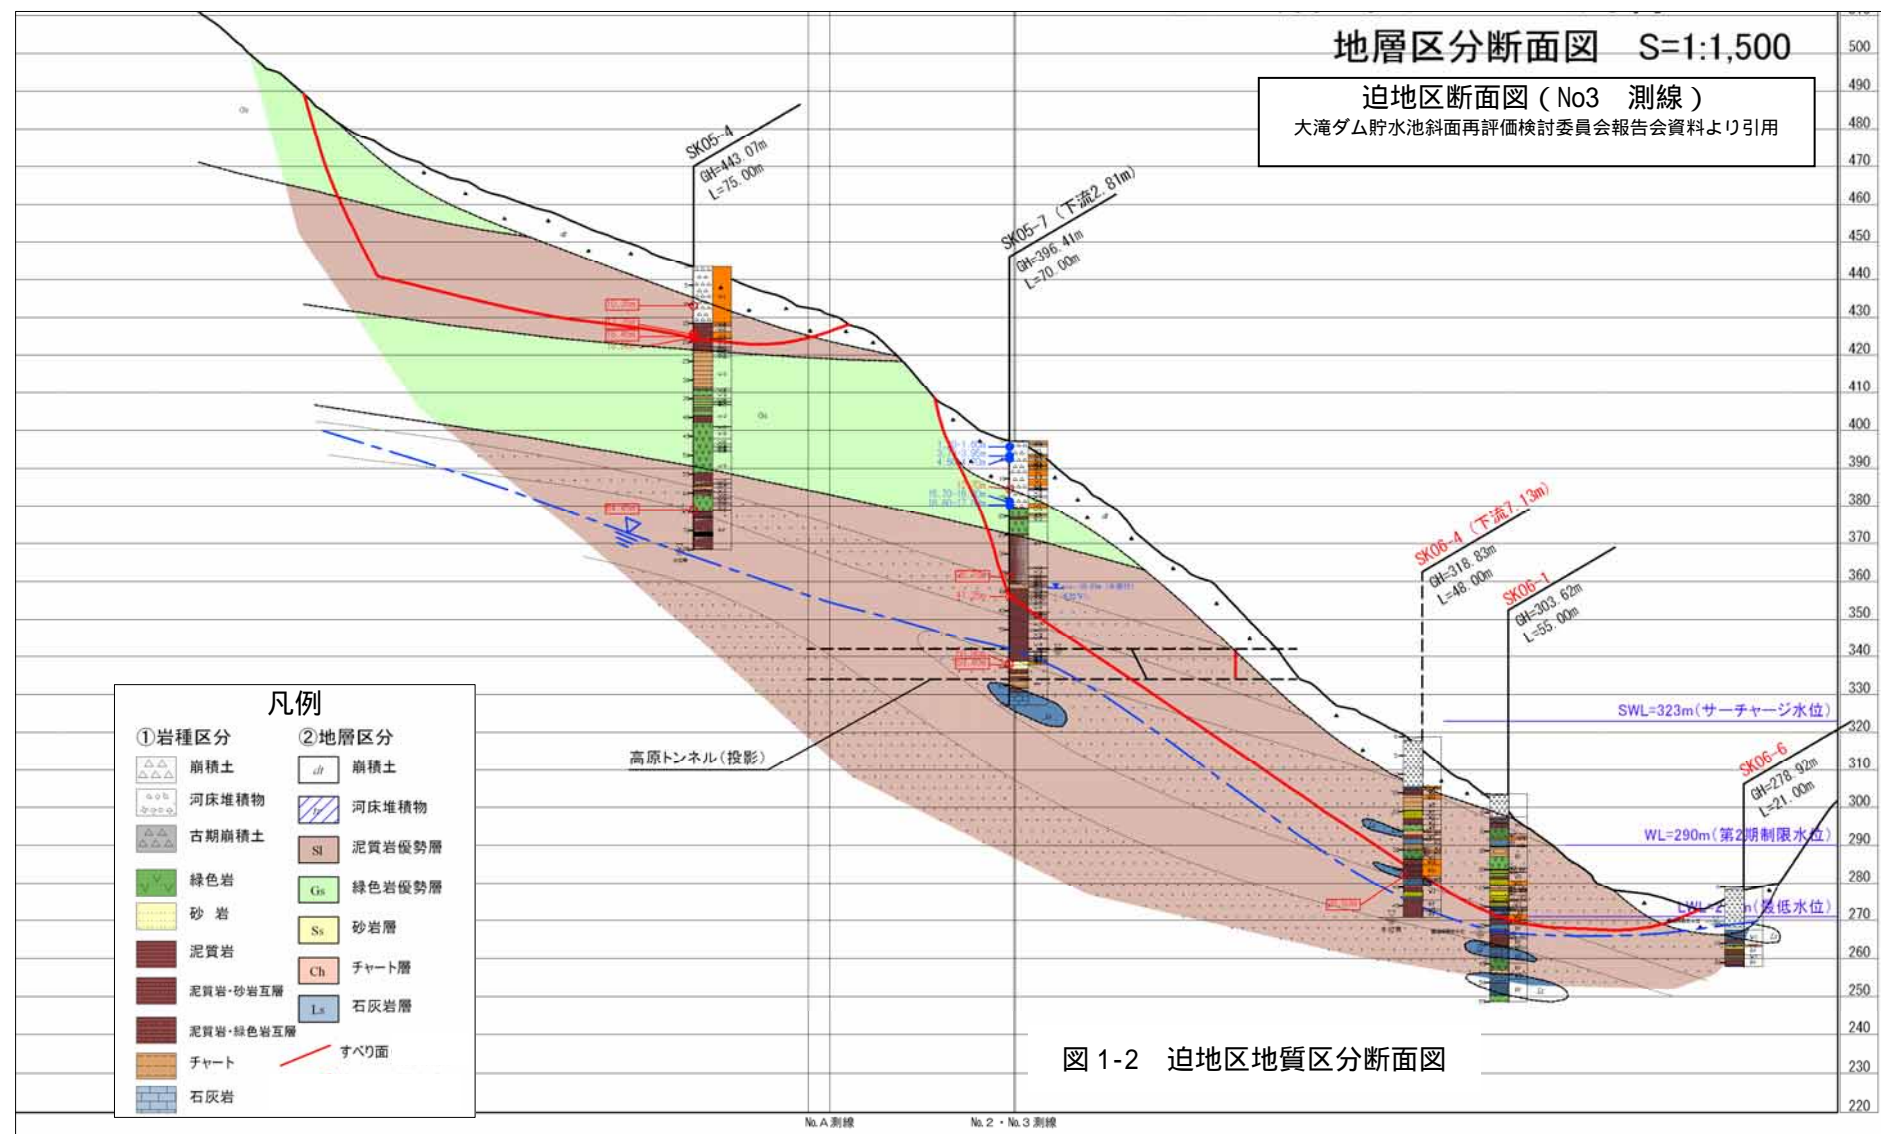 地層区分断面図 S=1:1,500
迫地区断面図（No3 測線）
大滝ダム貯水池斜面再評価検討委員会報告会資料より引用
500
490
480
470
460
450
440
430
420
410
400
390
380
370
360
350
340
330
320
310
300
290
280
270
260
250
240
230
220
SK05-4
GH=443.07m
L=75.00m
SK05-7（下流2.81m）
GH=396.41m
L=70.00m
SK06-4（下流7.13m）
GH=318.83m
L=48.00m
SK06-1
GH=303.62m
L=55.00m
SK06-6
GH=278.92m
L=21.00m
Gs
dt
Gs
dt
SWL=323m(サーチャージ水位)
WL=290m(第2期制限水位)
高原トンネル(投影)
凡例
①岩種区分
崩積土
河床堆積物
古期崩積土
緑色岩
砂 岩
泥質岩
泥質岩・砂岩互層
泥質岩・緑色岩互層
チャート
石灰岩
②地層区分
dt 崩積土
河床堆積物
Sl 泥質岩優勢層
Gs 緑色岩優勢層
Ss 砂岩層
Ch チャート層
Ls 石灰岩層
すべり面
図 1-2 迫地区地質区分断面図
No.A測線
No.2・No.3測線